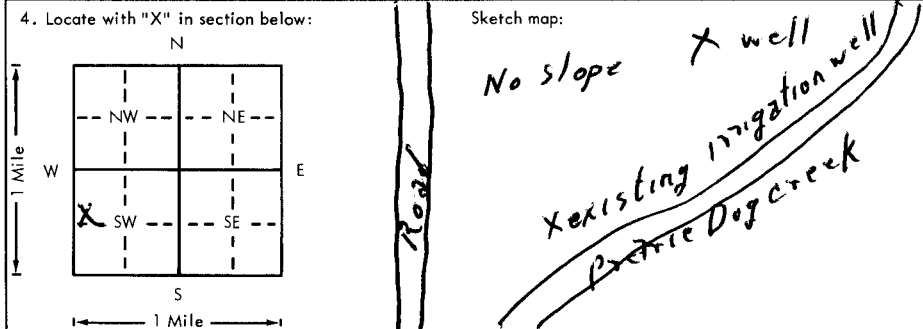 4. Locate with "X" in section below:
N
NW
NE
W
E
1 Mile
X
SW
SE
S
1 Mile
Road
Sketch map:
No slope
X well
X existing irrigation well
Pretrie Dog creek